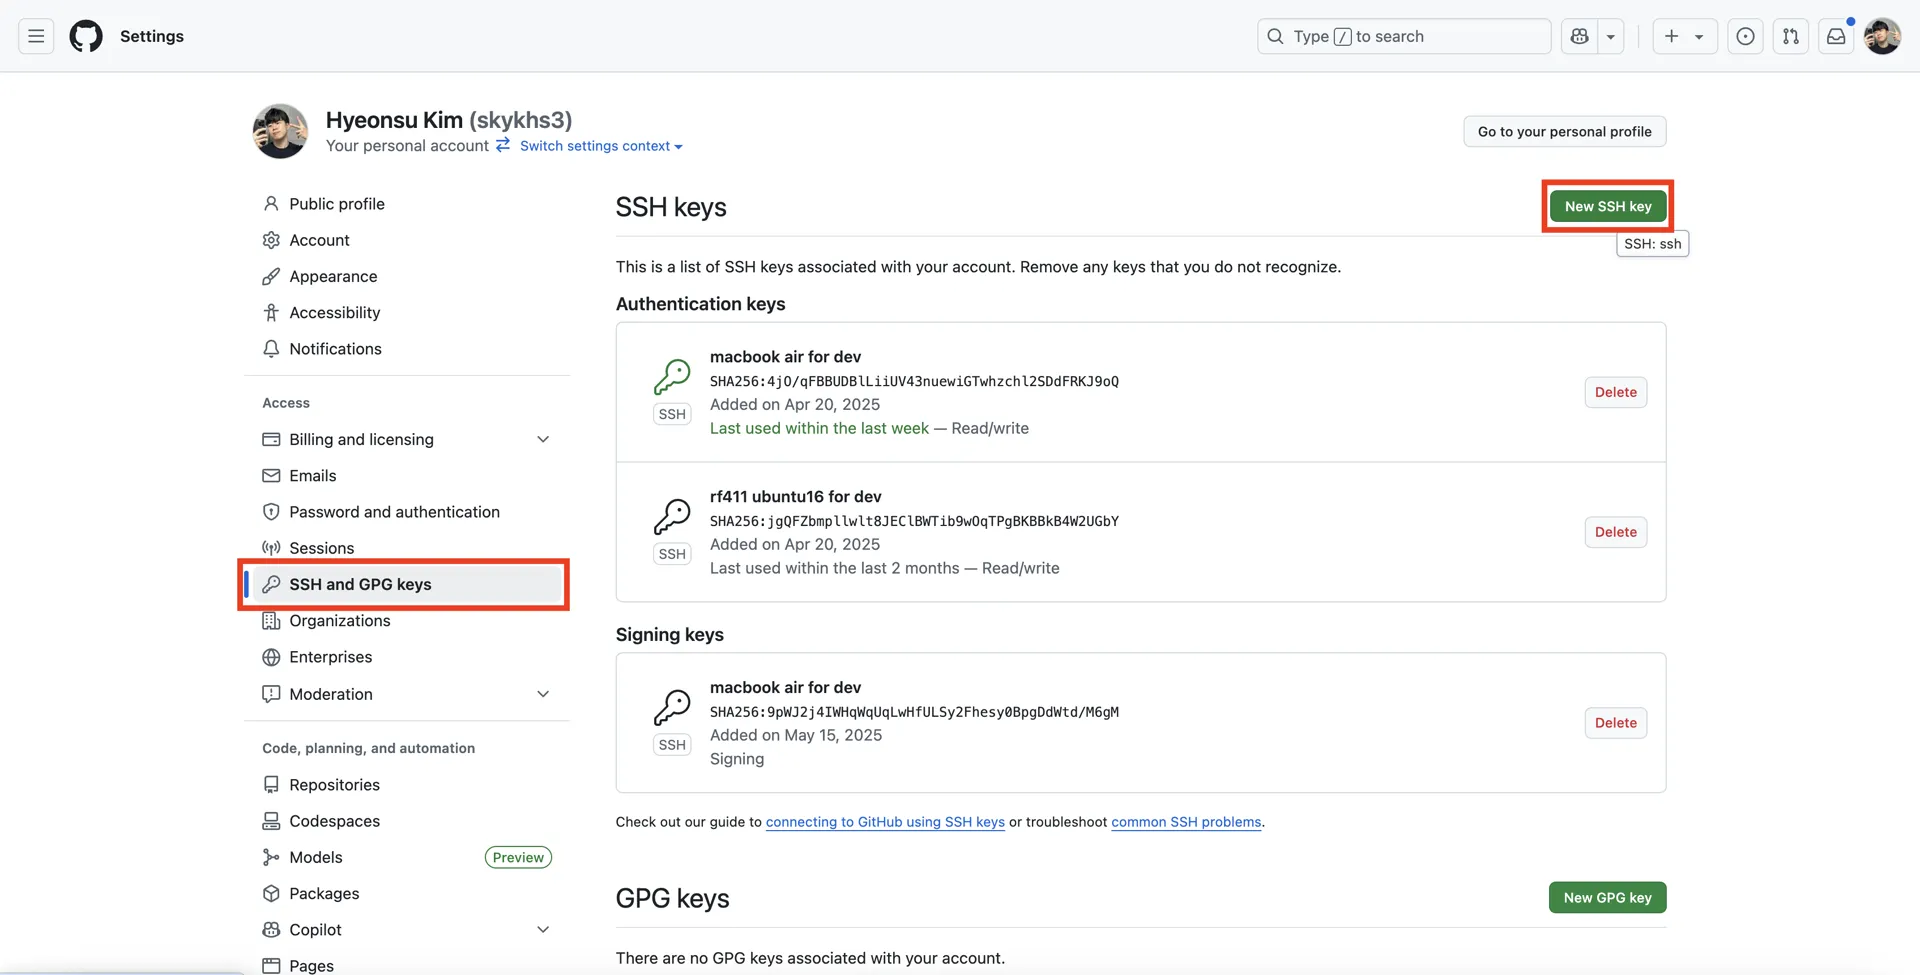 Settings
Type / to search
Hyeonsu Kim (skykhs3)
Your personal account Switch settings context
Go to your personal profile
Public profile
Account
Appearance
Accessibility
Notifications
Access
Billing and licensing
Emails
Password and authentication
Sessions
SSH and GPG keys
Organizations
Enterprises
Moderation
Code, planning, and automation
Repositories
Codespaces
Models Preview
Packages
Copilot
Pages
SSH keys
New SSH key
SSH: ssh
This is a list of SSH keys associated with your account. Remove any keys that you do not recognize.
Authentication keys
macbook air for dev
SHA256:4jO/qFBBUDBlLiiUV43nuewiGTwhzchl2SDdFRKJ9oQ
Added on Apr 20, 2025
Last used within the last week — Read/write
SSH
Delete
rf411 ubuntu16 for dev
SHA256:jgQFZbmpllwlt8JEClBWTib9wOqTPgBKBBkB4W2UGbY
Added on Apr 20, 2025
Last used within the last 2 months — Read/write
SSH
Delete
Signing keys
macbook air for dev
SHA256:9pWJ2j4IWHqWqUqLwHfULSy2Fhesy0BpgDdWtd/M6gM
Added on May 15, 2025
Signing
SSH
Delete
Check out our guide to connecting to GitHub using SSH keys or troubleshoot common SSH problems.
GPG keys
New GPG key
There are no GPG keys associated with your account.